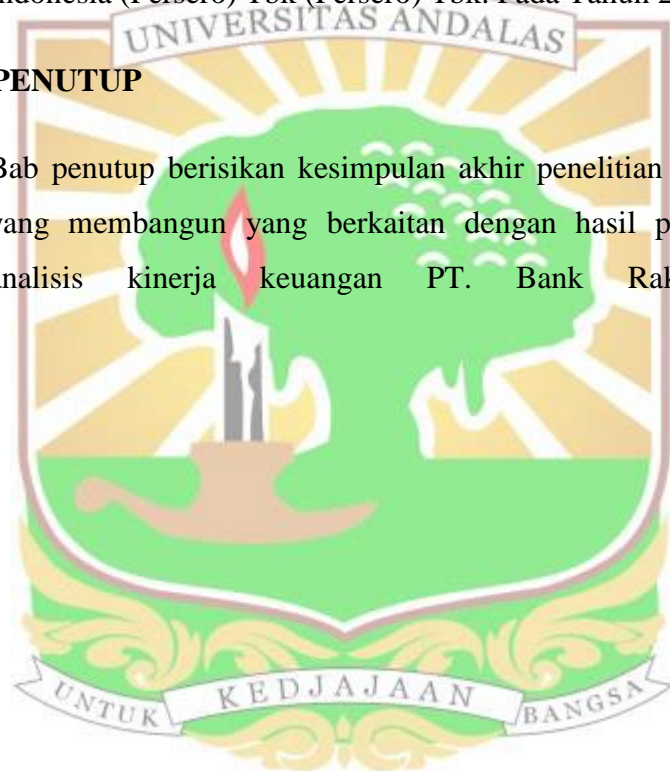 Indonesia (Persero) Tbk (Persero) Tbk. Pada Tahun 2
UNIVERSITAS ANDALAS
PENUTUP
Bab penutup berisikan kesimpulan akhir penelitian
yang membangun yang berkaitan dengan hasil p
analisis kinerja keuangan PT. Bank Rak
UNTUK KEDJAJAAN BANGSA